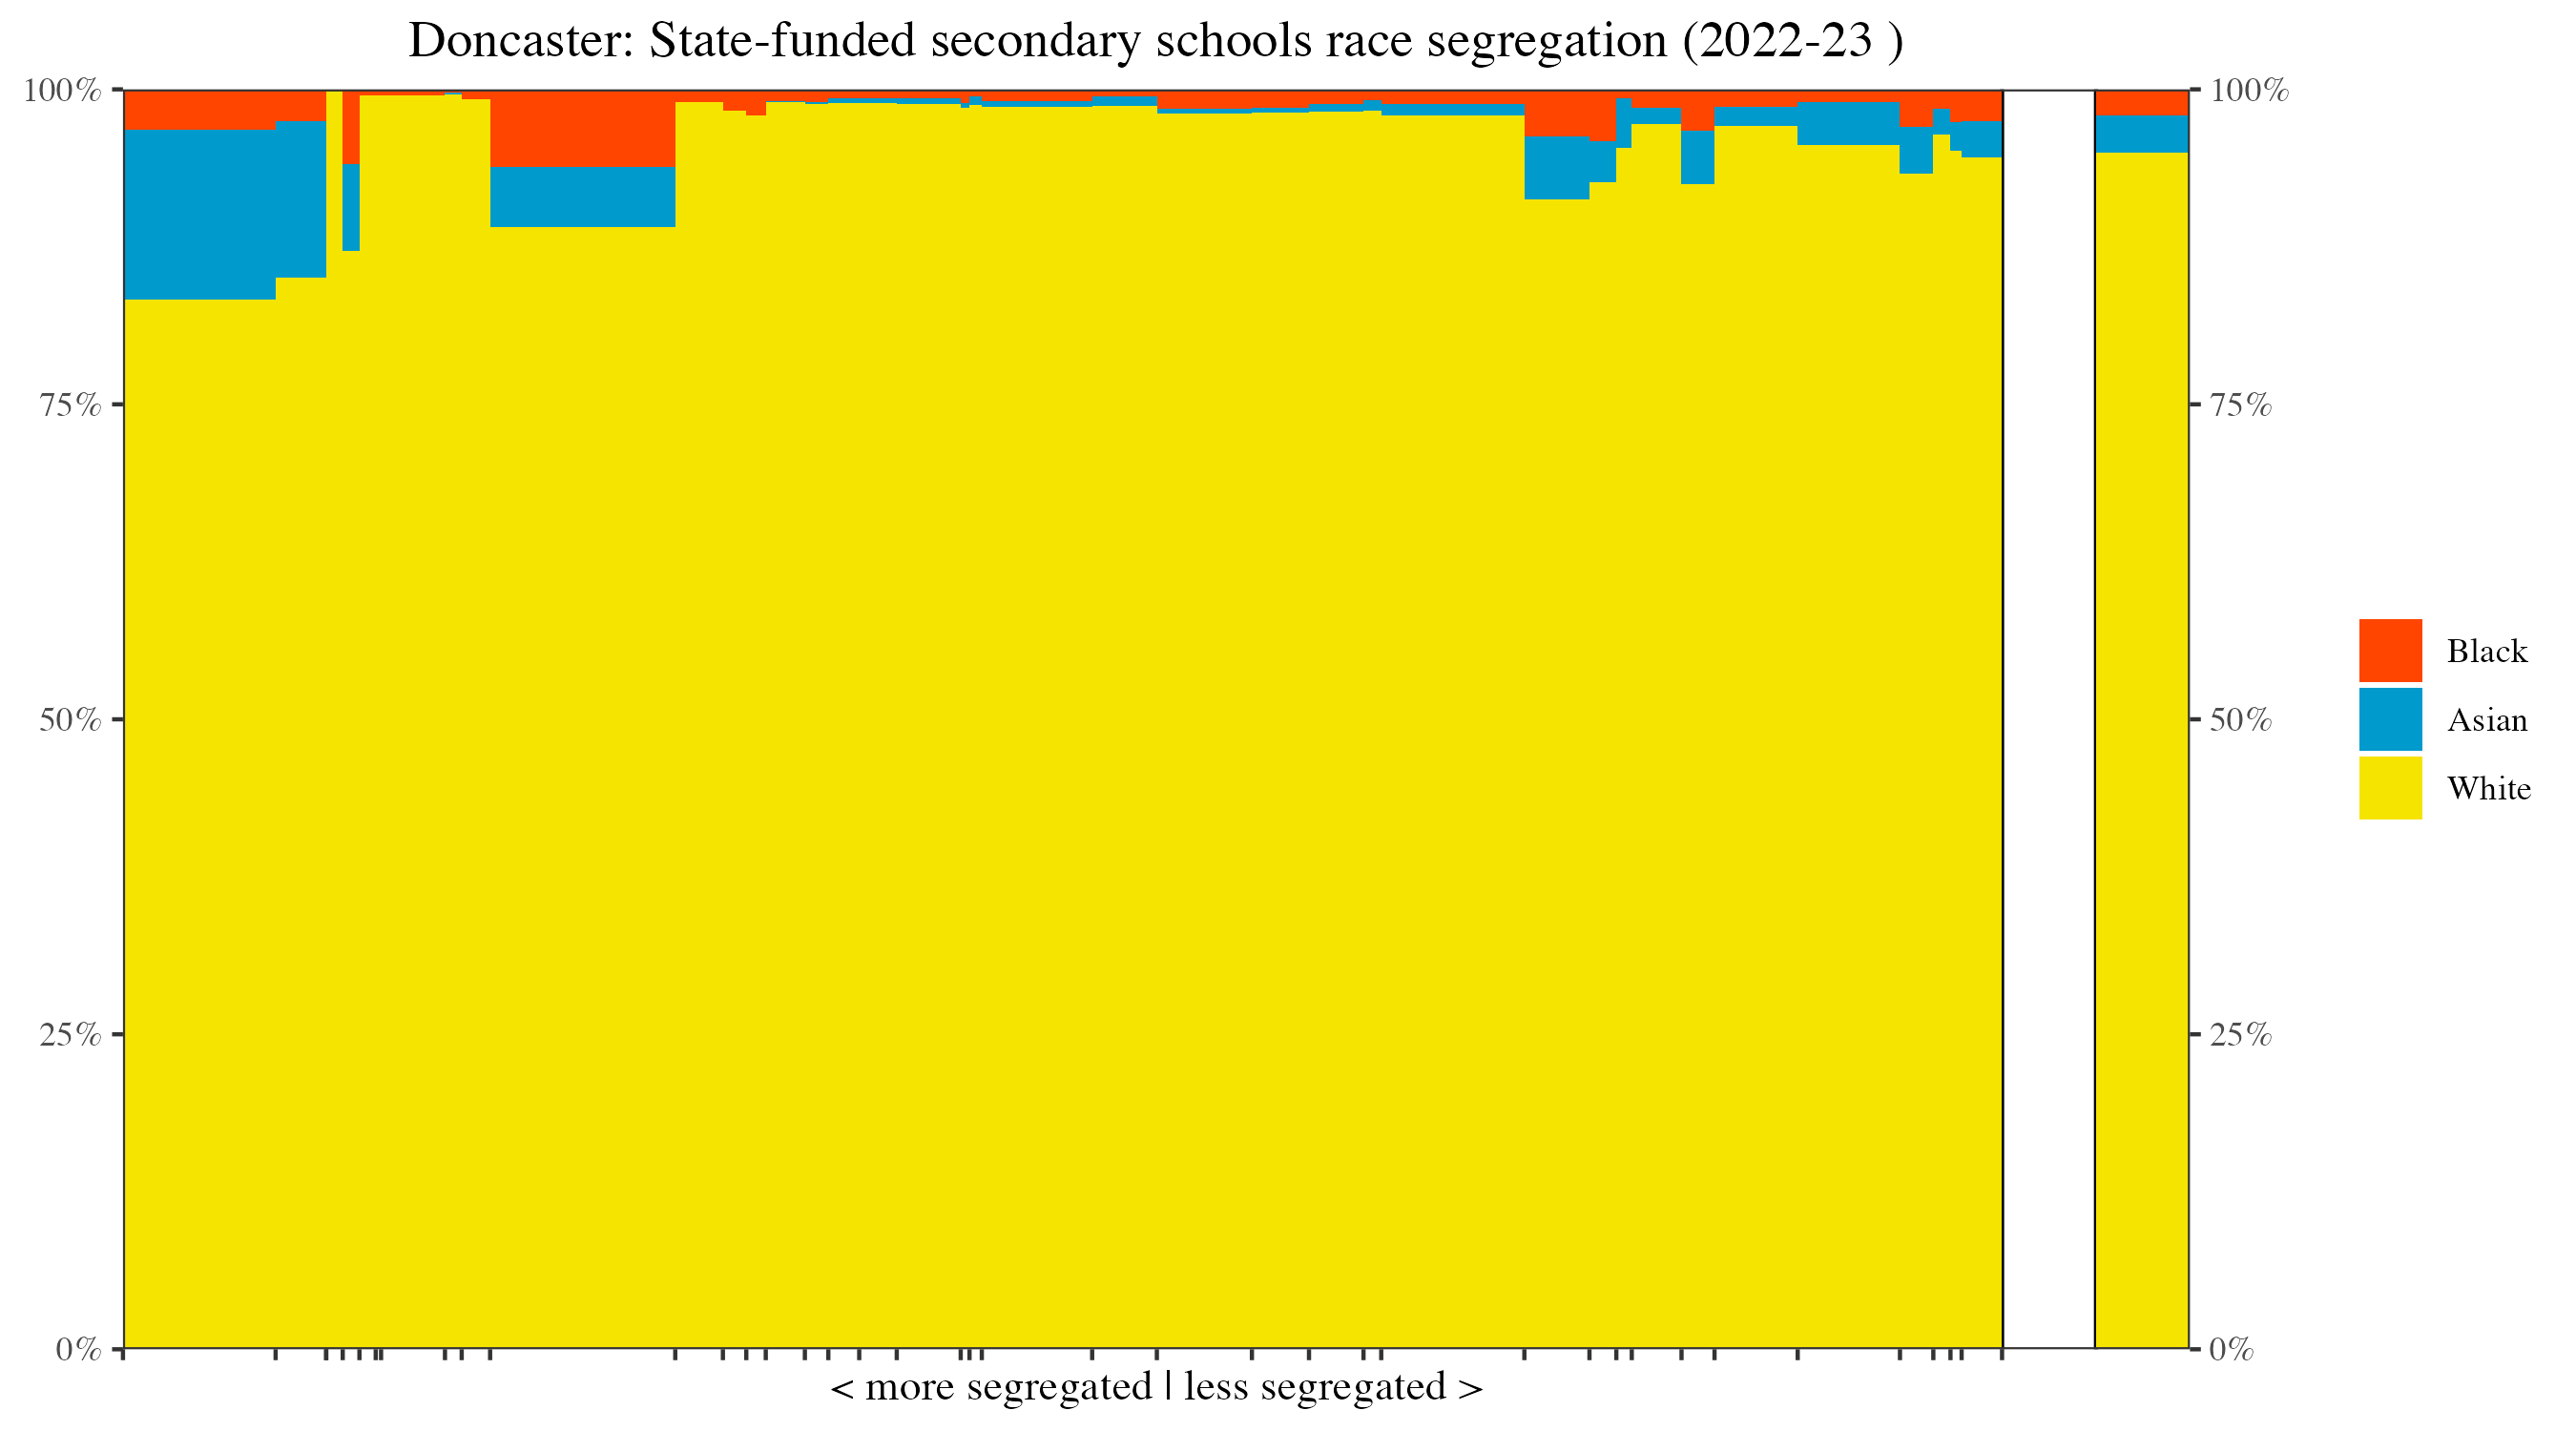 Doncaster: State-funded secondary schools race segregation (2022-23 )
100%
75%
50%
25%
0%
100%
75%
50%
25%
0%
Black
Asian
White
< more segregated | less segregated >